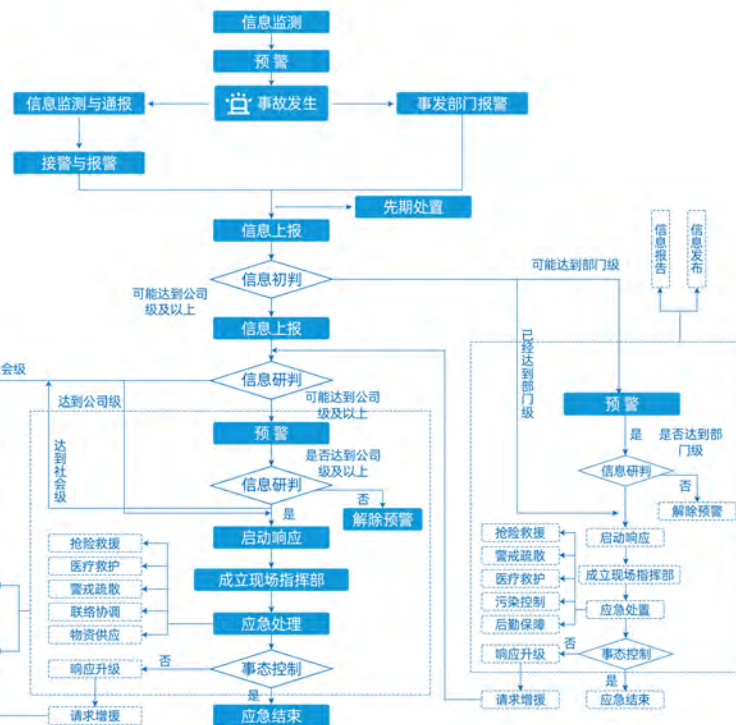 信息监测
预警
信息监测与通报
事故发生
事发部门报警
接警与报警
先期处置
信息上报
信息报告
信息发布
信息初判
可能达到部门级
可能达到公司
级及以上
信息上报
已经达到部门级
会级
信息研判
达到公司级
可能达到公司
级及以上
预警
预警
达到社会级
是否达到公司
级及以上
是
是否达到部
门级
信息研判
信息研判
否
否
是
解除预警
解除预警
启动响应
启动响应
抢险救援
医疗救护
警戒疏散
联络协调
物资供应
成立现场指挥部
应急处理
抢险救援
警戒疏散
医疗救护
污染控制
后勤保障
成立现场指挥部
应急处置
响应升级
否
事态控制
响应升级
否
事态控制
是
是
请求增援
应急结束
请求增援
应急结束